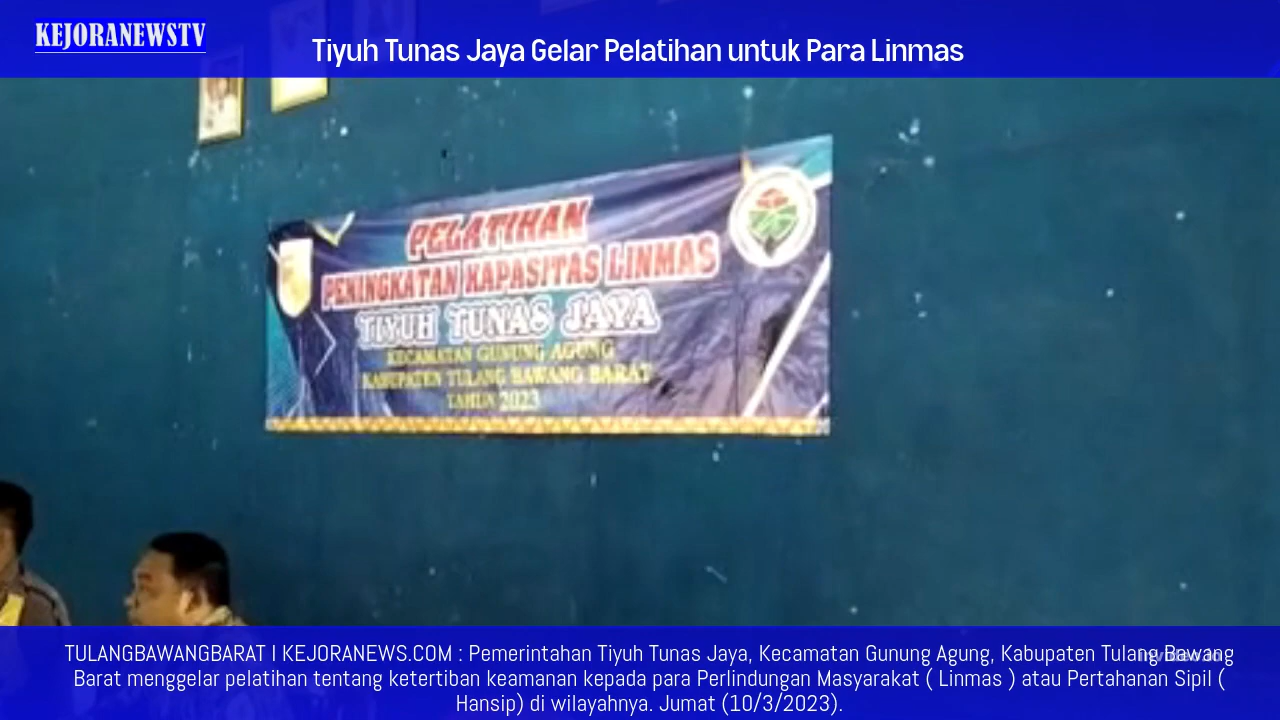 KEJORANEWSTV
Tiyuh Tunas Jaya Gelar Pelatihan untuk Para Linmas
PELATIHAN
PENINGKATAN KAPASITAS LINMAS
TIYUH TUNAS JAYA
KECAMATAN GUNUNG AGUNG
KABUPATEN TULANG BAWANG BARAT
TAHUN 2023
TULANGBAWANGBARAT I KEJORANEWS.COM : Pemerintahan Tiyuh Tunas Jaya, Kecamatan Gunung Agung, Kabupaten Tulang Bawang
Barat menggelar pelatihan tentang ketertiban keamanan kepada para Perlindungan Masyarakat ( Linmas ) atau Pertahanan Sipil (
Hansip) di wilayahnya. Jumat (10/3/2023).